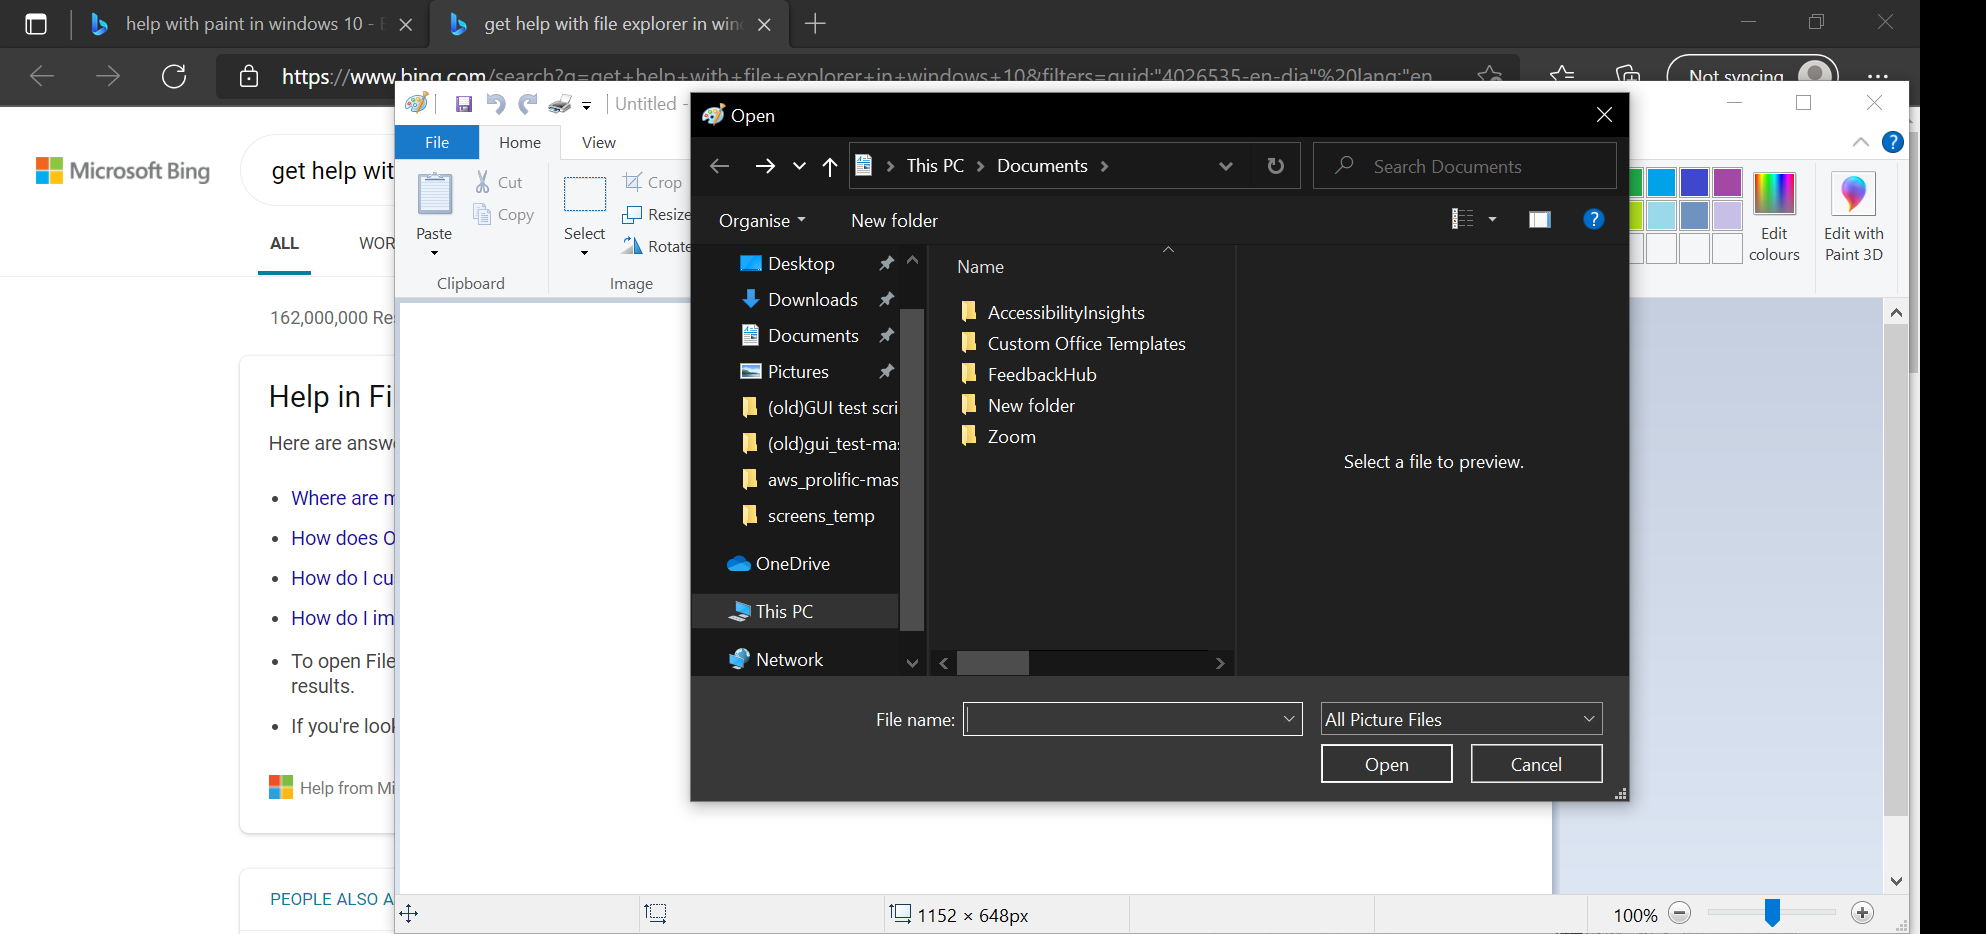 help with paint in windows 10 -
get help with file explorer in win
https://www.bing.com/search?q=get+help+with+file+explorer+in+windows+10&filters=guid:"4026535-en-dia"%20lang:"en
Not syncing
Microsoft Bing
get help wit
ALL
WOR
162,000,000 Re
Help in Fi
Here are answ
Where are m
How does O
How do I cu
How do I im
To open File
results.
If you're look
Help from Mi
PEOPLE ALSO A
Untitled -
File
Home
View
Paste
Cut
Copy
Clipboard
Select
Crop
Resize
Rotate
Image
Edit
colours
Edit with
Paint 3D
Open
This PC
Documents
Search Documents
Organise
New folder
Desktop
Downloads
Documents
Pictures
(old)GUI test scri
(old)gui_test-mas
aws_prolific-mas
screens_temp
OneDrive
This PC
Network
Name
AccessibilityInsights
Custom Office Templates
FeedbackHub
New folder
Zoom
Select a file to preview.
File name:
All Picture Files
Open
Cancel
1152 × 648px
100%